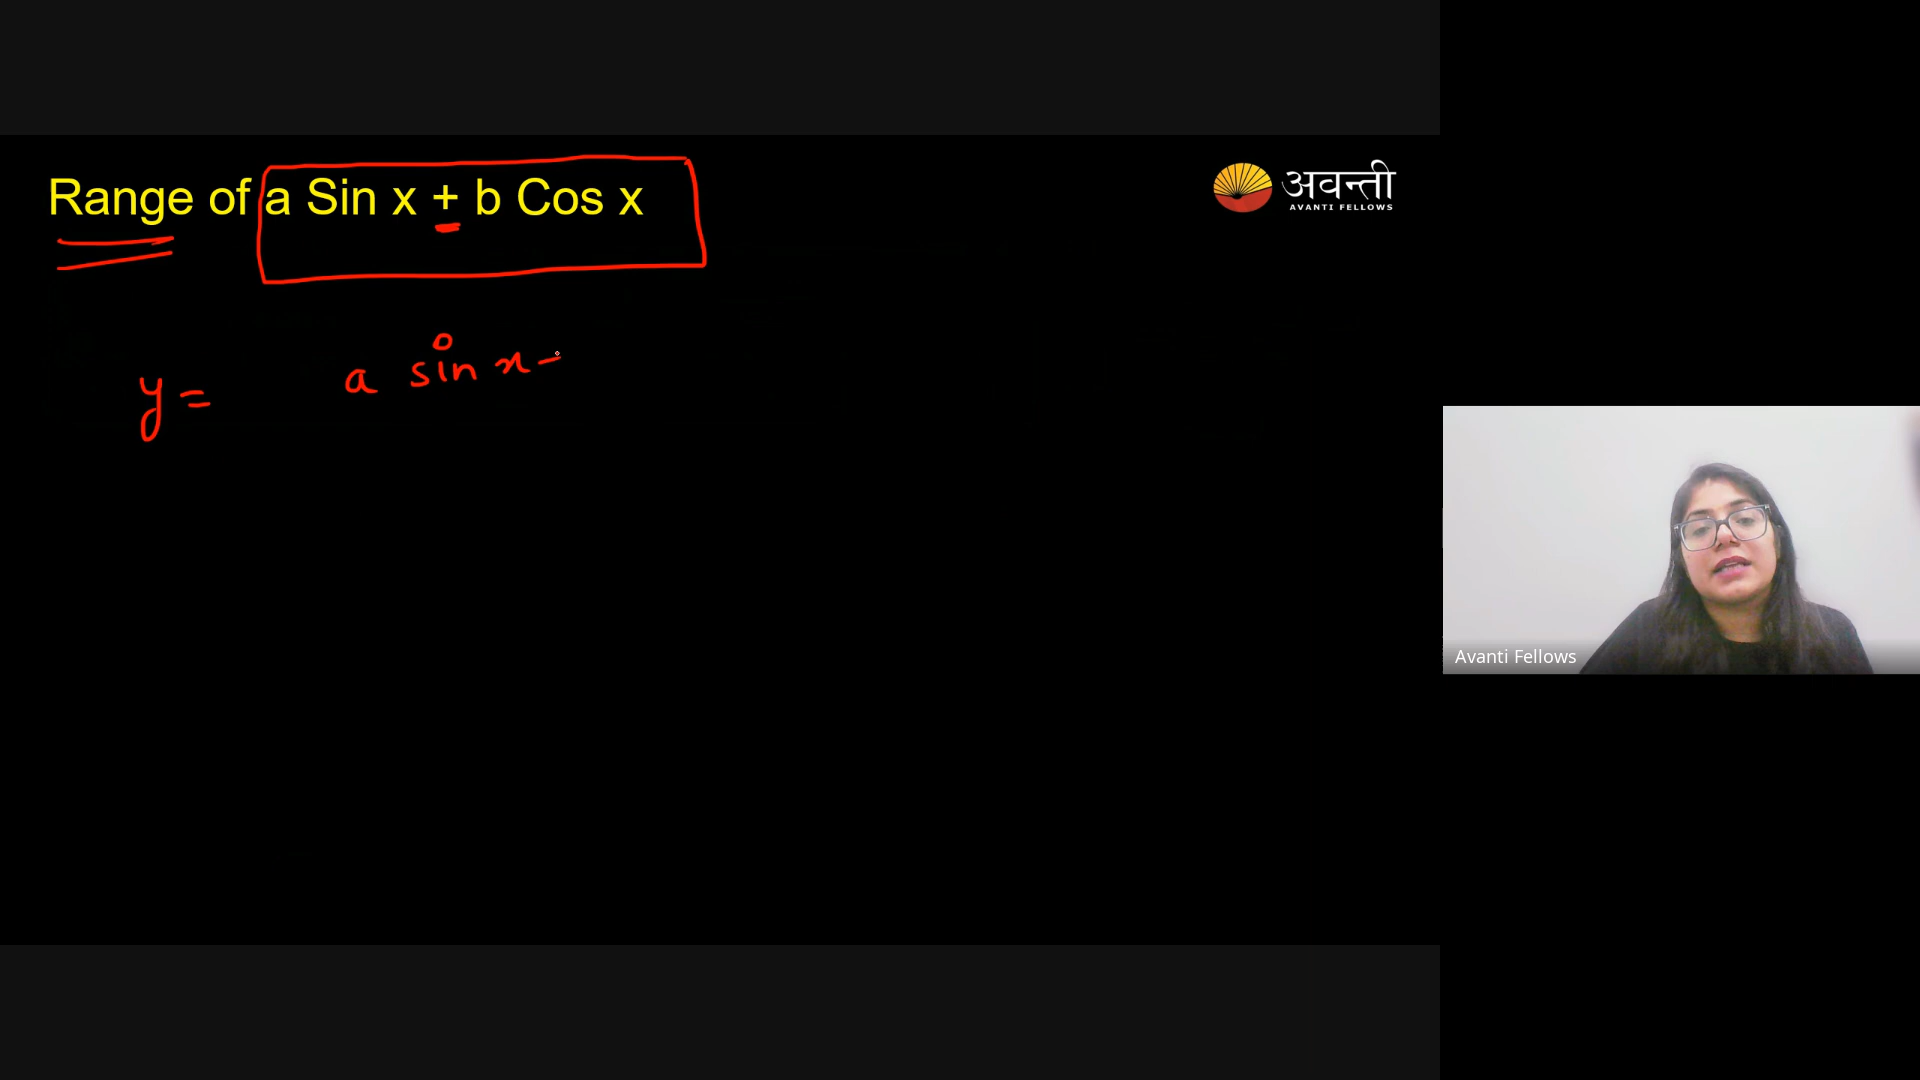 Range of a Sin x + b Cos x
अवन्ती
AVANTI FELLOWS
y = a sin x -
Avanti Fellows